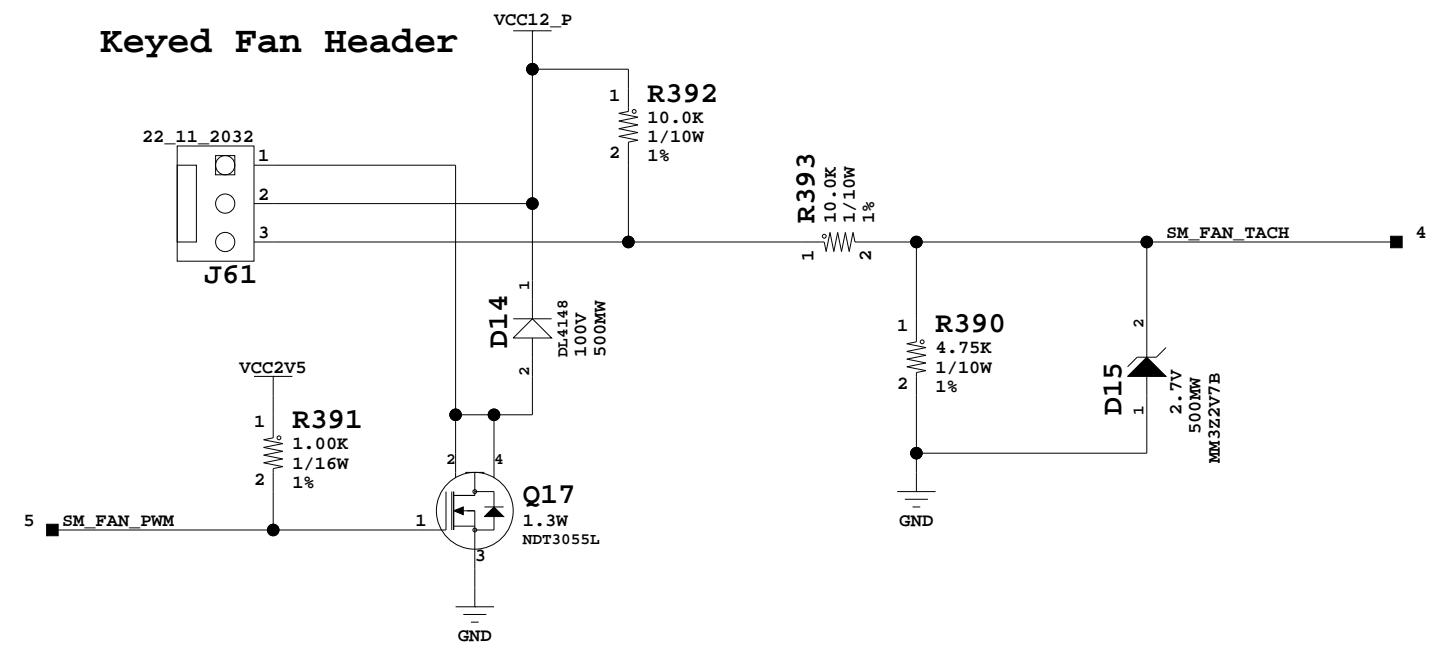 VCC12_P
Keyed Fan Header
1
R392
10.0K
1/10W
2
1%
22_11_2032
1
2
3
J61
R393
10.0K
1/10W
1%
1
2
SM_FAN_TACH
4
1
D14
DL4148
100V
500MW
2
1
R390
4.75K
1/10W
2
1%
2
D15
2.7V
500MW
MM3Z2V7B
1
VCC2V5
1
R391
1.00K
1/16W
2
1%
2
4
Q17
1.3W
NDT3055L
5
SM_FAN_PWM
1
3
GND
GND